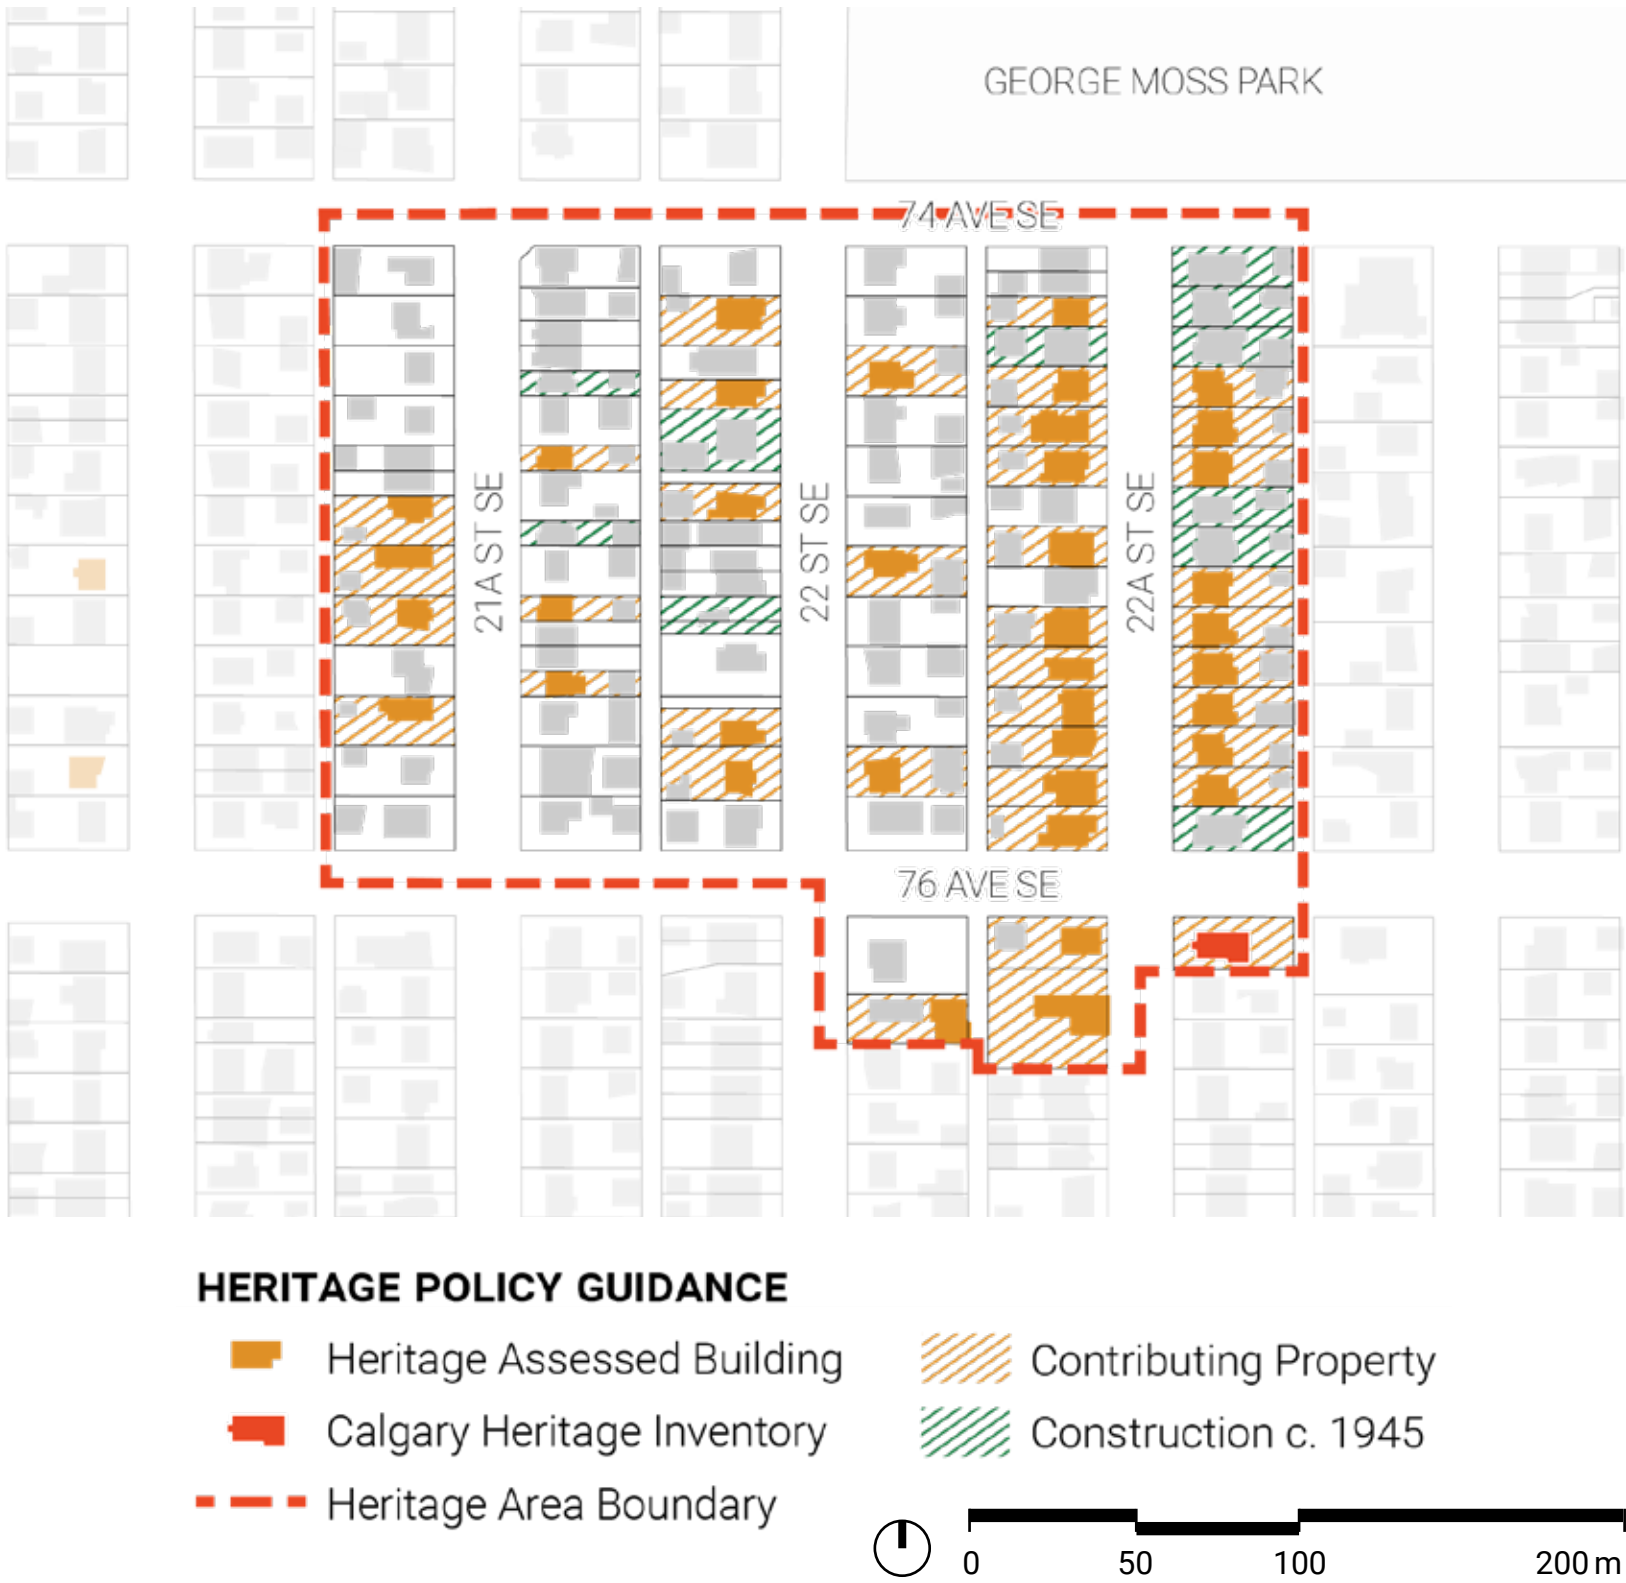 GEORGE MOSS PARK
74 AVE SE
21A ST SE
22 ST SE
22A ST SE
76 AVE SE
HERITAGE POLICY GUIDANCE
Heritage Assessed Building
Contributing Property
Calgary Heritage Inventory
Construction c. 1945
Heritage Area Boundary
0 50 100 200 m